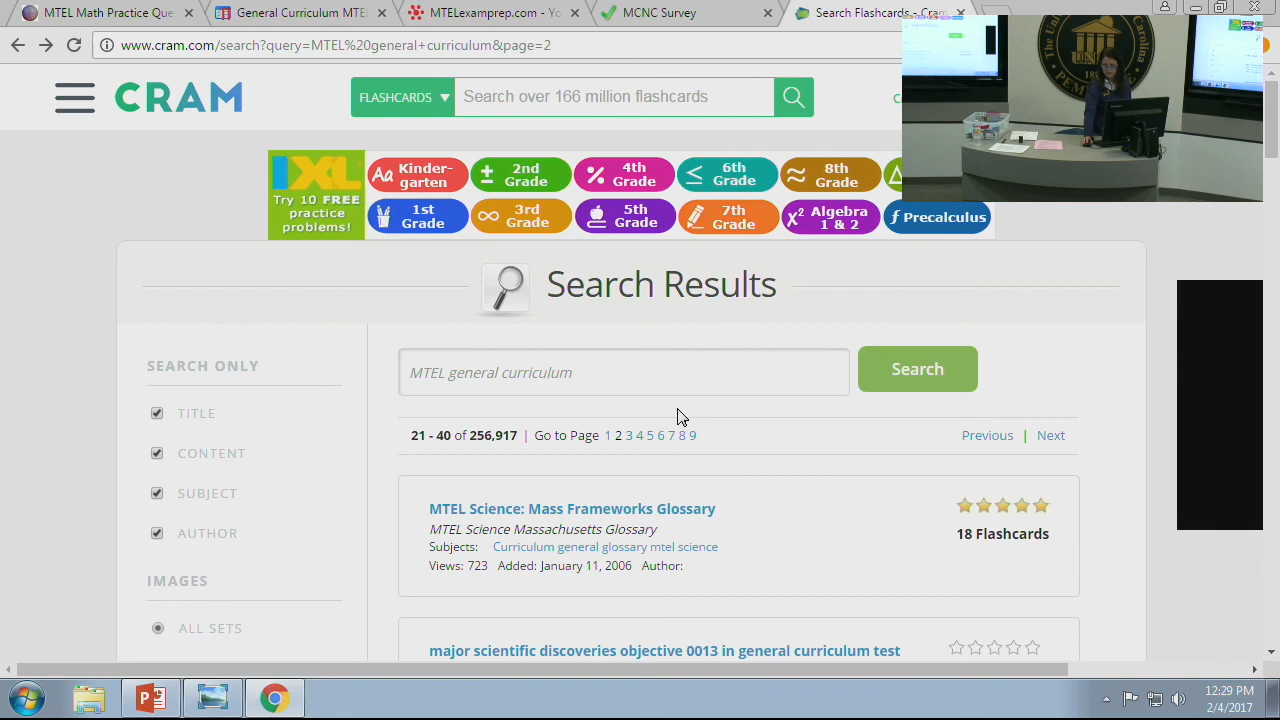 MTEL Math Practice Que
General Curriculum MTE
MTELexamprep.com -
MCNC Survey
Search Flashcards - Cram
www.cram.com/search?query=MTEL%20general+curriculum&page=2
CRAM
FLASHCARDS
Search over 166 million flashcards
IXL
Try 10 FREE
practice
problems!
Aa Kinder-
garten
2nd
Grade
4th
Grade
6th
Grade
8th
Grade
1st
Grade
3rd
Grade
5th
Grade
7th
Grade
Algebra
1 & 2
Precalculus
Search Results
SEARCH ONLY
TITLE
CONTENT
SUBJECT
AUTHOR
IMAGES
ALL SETS
MTEL general curriculum
Search
21 - 40 of 256,917 | Go to Page 1 2 3 4 5 6 7 8 9
Previous | Next
MTEL Science: Mass Frameworks Glossary
MTEL Science Massachusetts Glossary
Subjects: Curriculum general glossary mtel science
Views: 723 Added: January 11, 2006 Author:
18 Flashcards
major scientific discoveries objective 0013 in general curriculum test
12:29 PM
2/4/2017